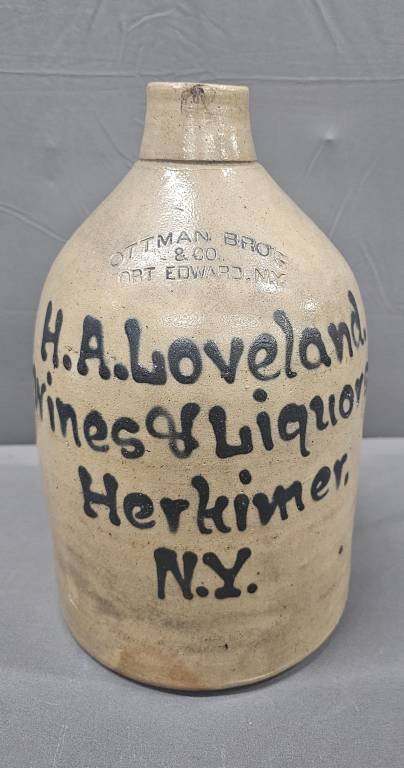 OTTMAN BRO'S
& CO.
FORT EDWARD. N.Y.
H.A. Loveland.
Wines & Liquors
Herkimer.
N.Y.